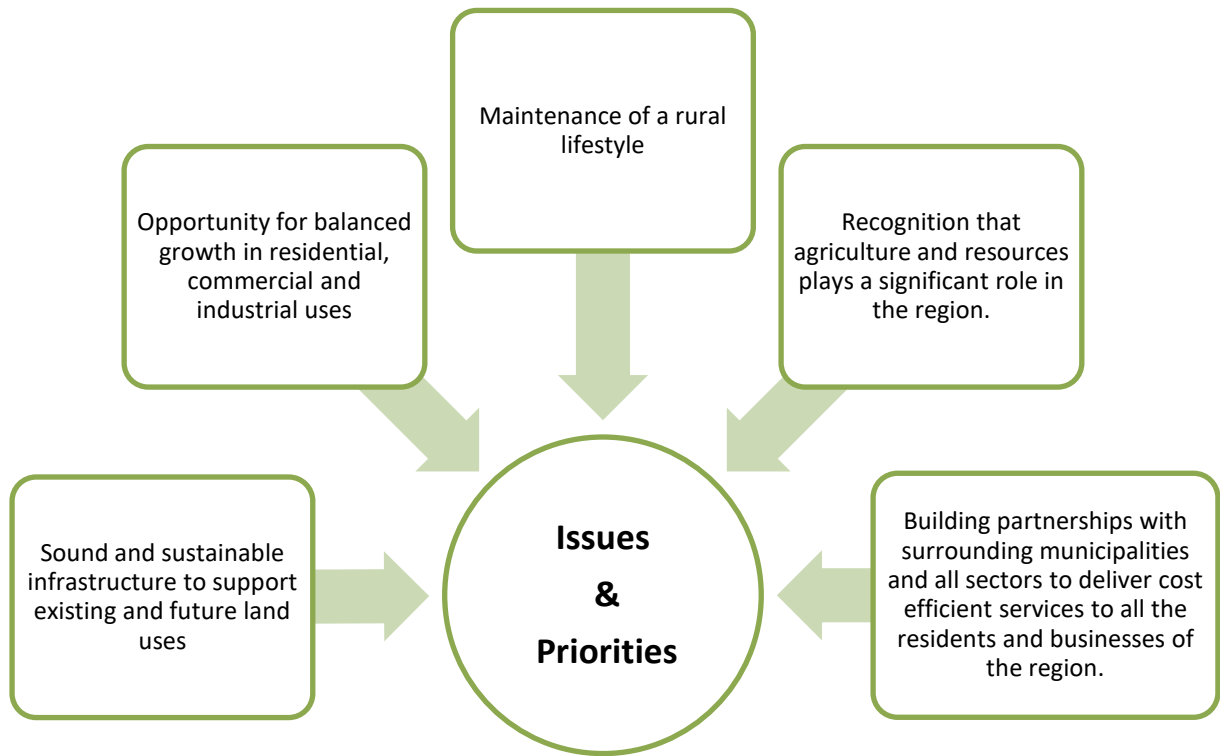 Maintenance of a rural
lifestyle
Opportunity for balanced
growth in residential,
commercial and
industrial uses
Recognition that
agriculture and resources
plays a significant role in
the region.
Sound and sustainable
infrastructure to support
existing and future land
uses
Issues
&
Priorities
Building partnerships with
surrounding municipalities
and all sectors to deliver cost
efficient services to all the
residents and businesses of
the region.